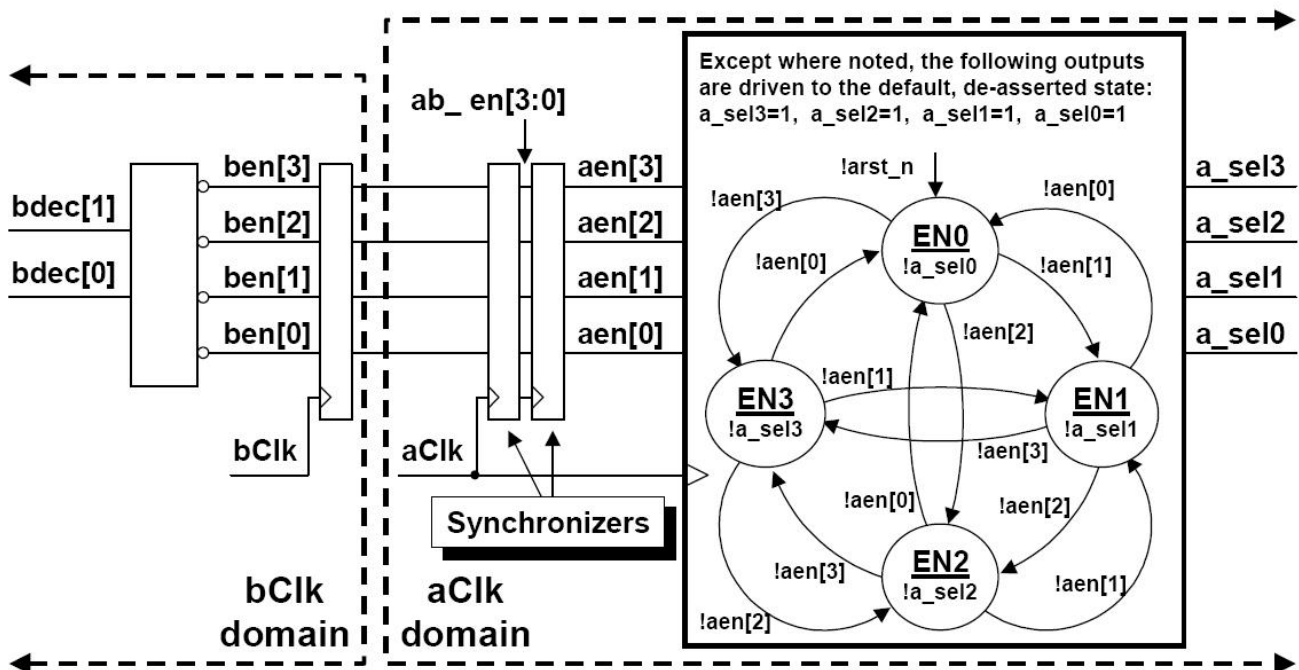 Except where noted, the following outputs
are driven to the default, de-asserted state:
a_sel3=1, a_sel2=1, a_sel1=1, a_sel0=1
ab_ en[3:0]
bdec[1]
bdec[0]
ben[3]
ben[2]
ben[1]
ben[0]
aen[3]
aen[2]
aen[1]
aen[0]
!arst_n
!aen[3]
!aen[0]
EN0
!a_sel0
!aen[0]
!aen[1]
!aen[2]
EN3
!a_sel3
!aen[1]
EN1
!a_sel1
!aen[3]
!aen[0]
!aen[2]
EN2
!a_sel2
!aen[3]
!aen[1]
!aen[2]
a_sel3
a_sel2
a_sel1
a_sel0
bClk
aClk
Synchronizers
bClk
domain
aClk
domain